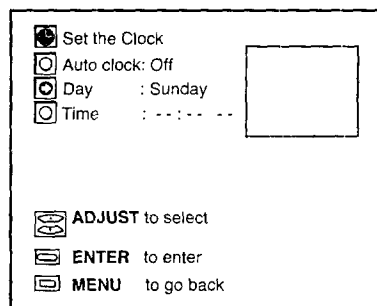 Set the Clock
Auto clock: Off
Day : Sunday
Time : --:-- --
ADJUST to select
ENTER to enter
MENU to go back